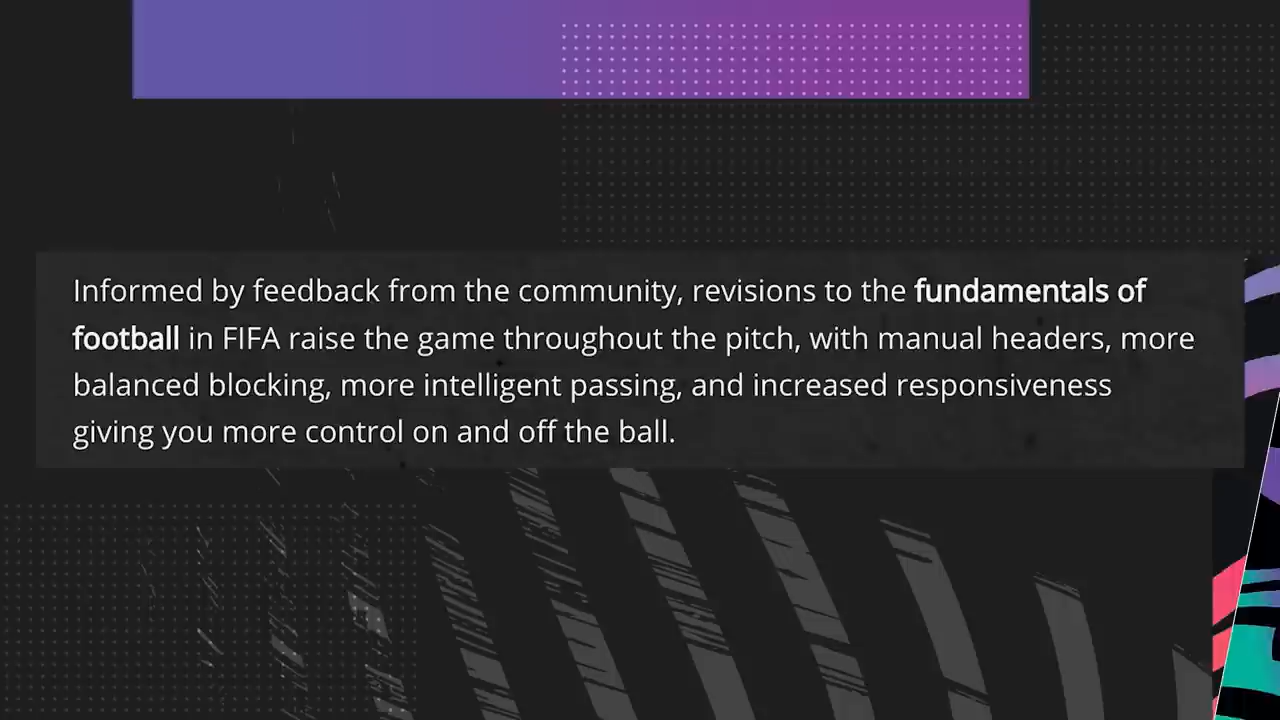 Informed by feedback from the community, revisions to the fundamentals of
football in FIFA raise the game throughout the pitch, with manual headers, more
balanced blocking, more intelligent passing, and increased responsiveness
giving you more control on and off the ball.